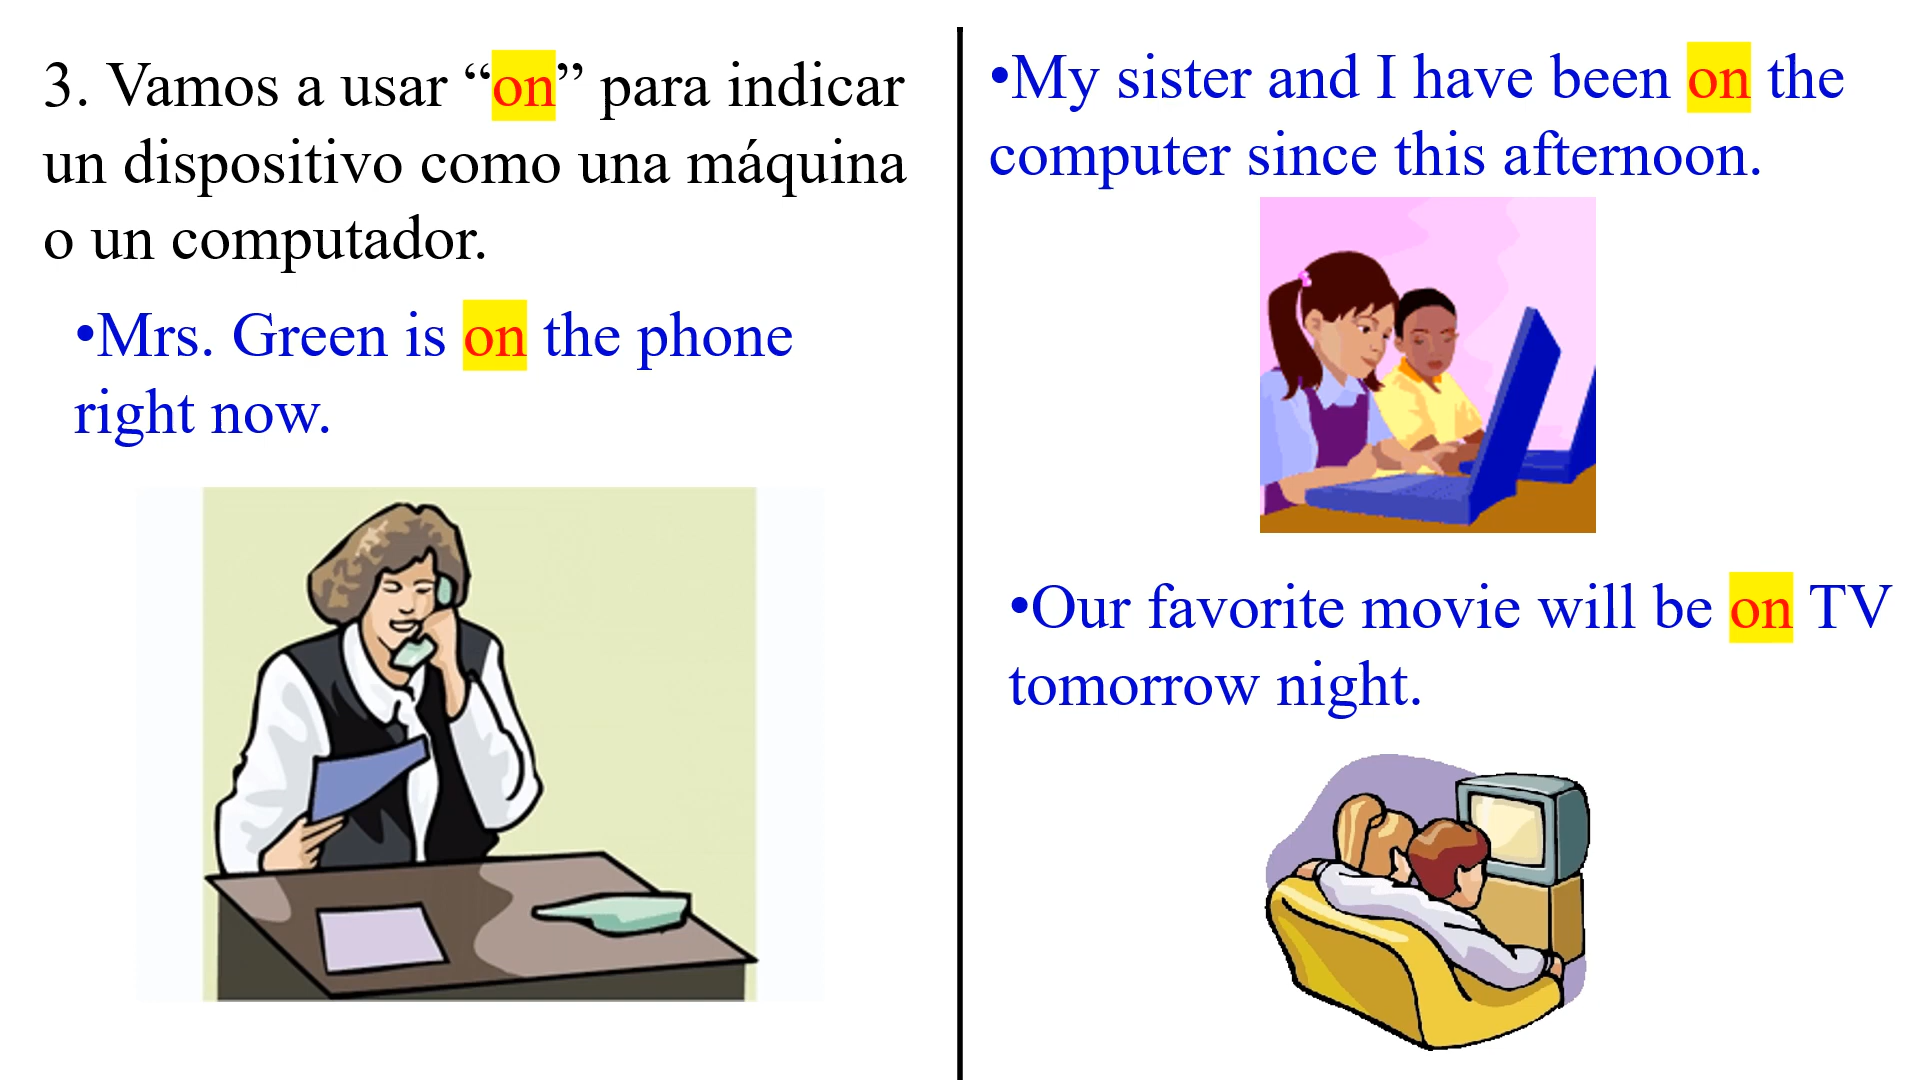 3. Vamos a usar “on” para indicar
un dispositivo como una máquina
o un computador.
•Mrs. Green is on the phone
right now.
•My sister and I have been on the
computer since this afternoon.
•Our favorite movie will be on TV
tomorrow night.